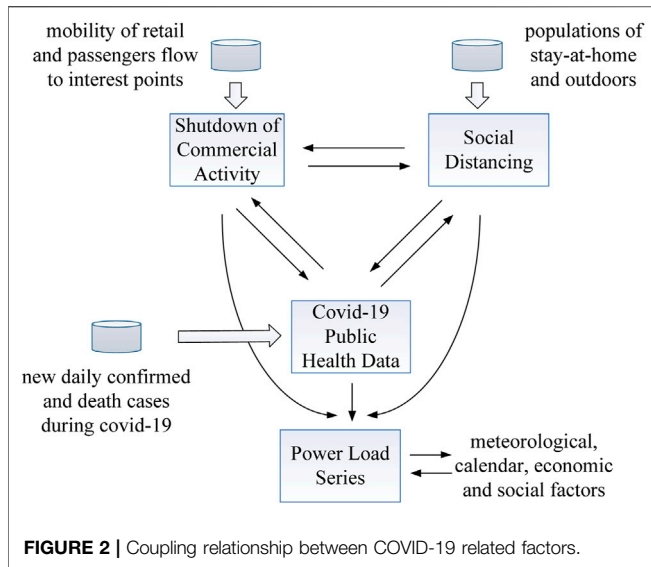 mobility of retail
and passengers flow
to interest points
populations of
stay-at-home
and outdoors
Shutdown of
Commercial
Activity
Social
Distancing
Covid-19
Public
Health Data
new daily confirmed
and death cases
during covid-19
Power Load
Series
meteorological,
calendar, economic
and social factors
FIGURE 2 | Coupling relationship between COVID-19 related factors.